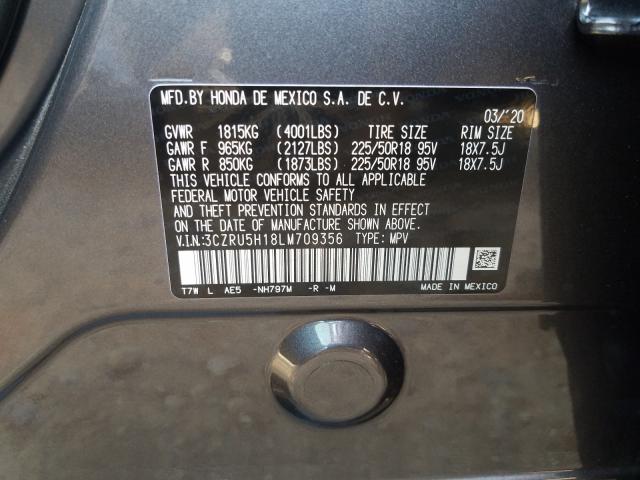 MFD.BY HONDA DE MEXICO S.A. DE C.V.
03/'20
GVWR 1815KG (4001LBS) TIRE SIZE RIM SIZE
GAWR F 965KG (2127LBS) 225/50R18 95V 18X7.5J
GAWR R 850KG (1873LBS) 225/50R18 95V 18X7.5J
THIS VEHICLE CONFORMS TO ALL APPLICABLE
FEDERAL MOTOR VEHICLE SAFETY
AND THEFT PREVENTION STANDARDS IN EFFECT
ON THE DATE OF MANUFACTURE SHOWN ABOVE.
V.I.N:3CZRU5H18LM709356 TYPE: MPV
T7W L AE5 -NH797M -R -M MADE IN MEXICO